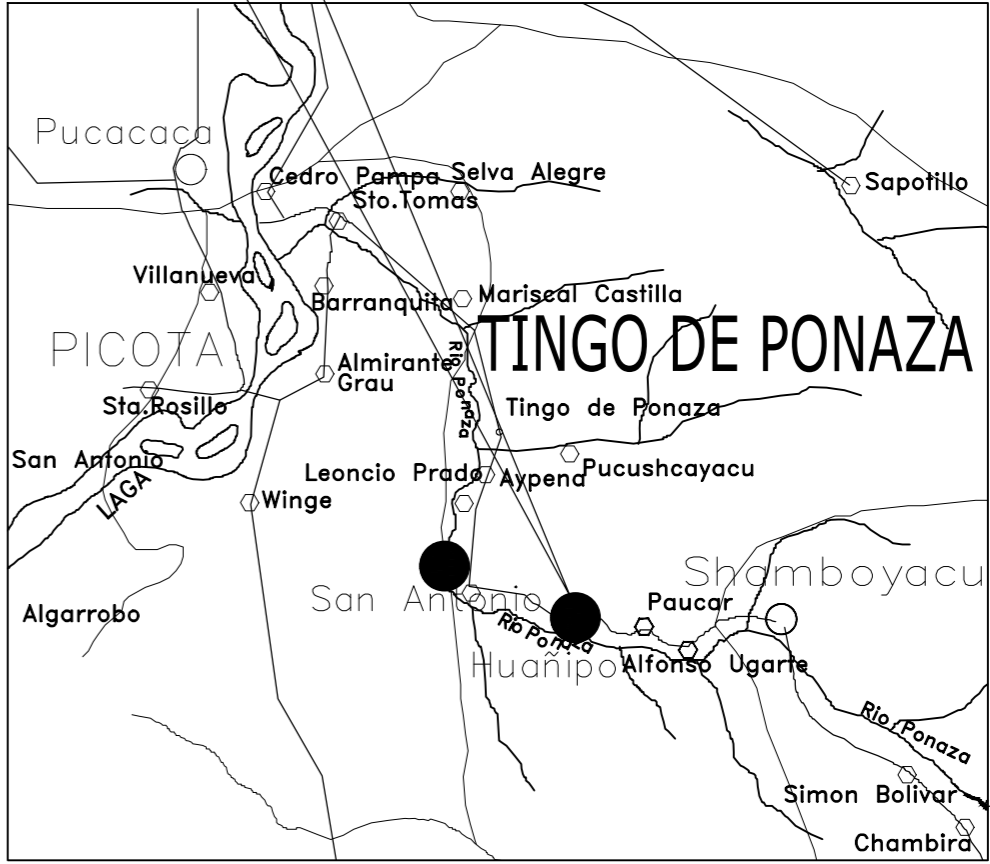 Pucacaca
Cedro Pampa
Selva Alegre
Sapotillo
Sto.Tomas
Villanueva
Barranquita
Mariscal Castilla
TINGO DE PONAZA
PICOTA
Almirante
Grau
Rio Ponaza
Sta.Rosillo
Tingo de Ponaza
San Antonio
Leoncio Prado
Aypena
Pucushcayacu
LAGA
Winge
Shamboyacu
San Antonio
Paucar
Algarrobo
Rio Ponaza
Huañipo
Alfonso Ugarte
Rio Ponaza
Simon Bolivar
Chambira